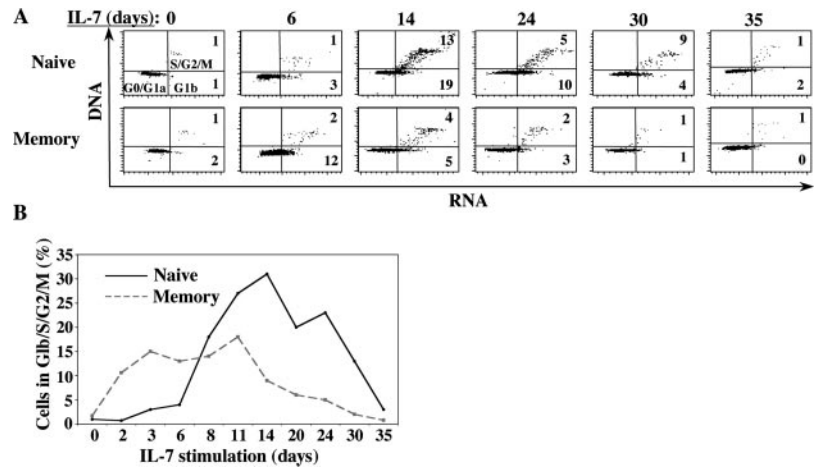 A
IL-7 (days): 0 6 14 24 30 35
Naive
1 1 13 5 9 1
S/G2/M
G0/G1a G1b 1 3 19 10 4 2
Memory
1 2 4 2 1 1
2 12 5 3 1 0
DNA
RNA
B
Cells in Glb/S/G2/M (%)
35
30
25
20
15
10
5
0
Naive
Memory
0 2 3 6 8 11 14 20 24 30 35
IL-7 stimulation (days)